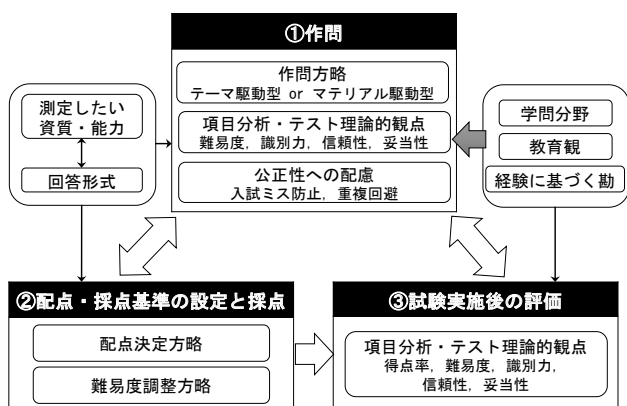 ①作問
作問方略
テーマ駆動型 or マテリアル駆動型
項目分析・テスト理論的観点
難易度，識別力，信頼性，妥当性
公正性への配慮
入試ミス防止，重複回避
測定したい
資質・能力
回答形式
学問分野
教育観
経験に基づく勘
②配点・採点基準の設定と採点
配点決定方略
難易度調整方略
③試験実施後の評価
項目分析・テスト理論的観点
得点率，難易度，識別力，
信頼性，妥当性